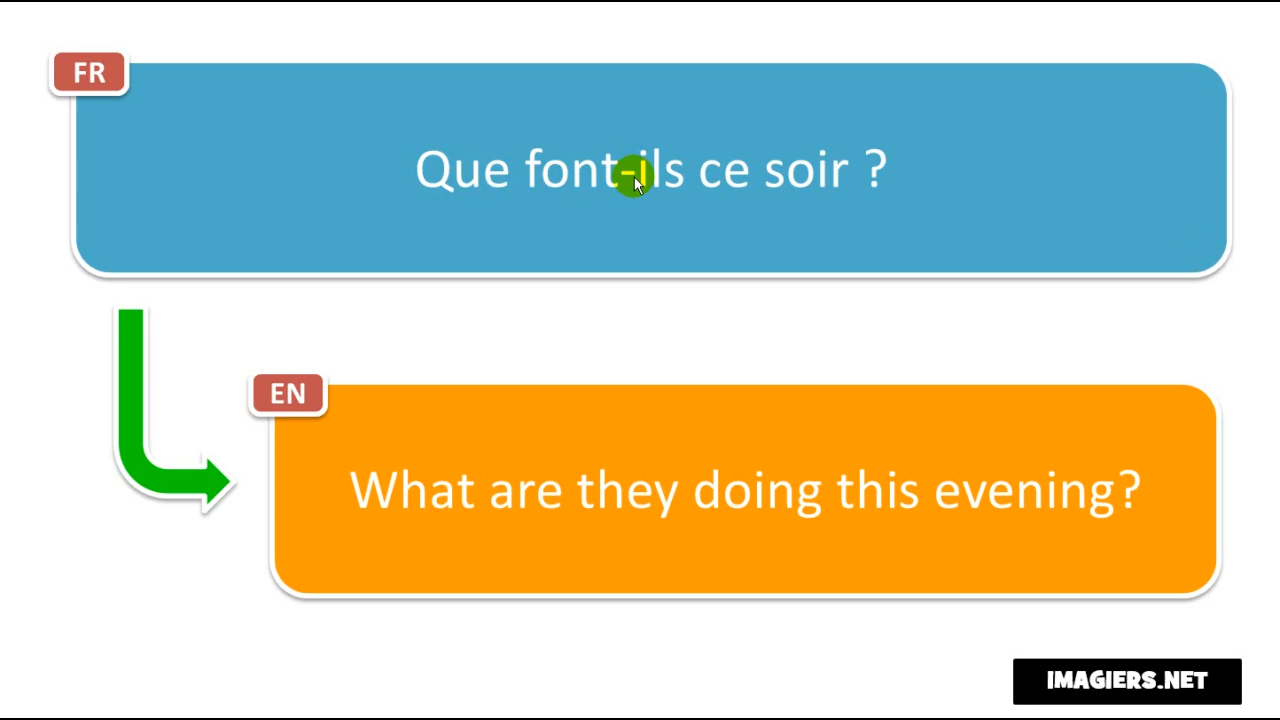 FR
Que font-ils ce soir ?
EN
What are they doing this evening?
IMAGIERS.NET